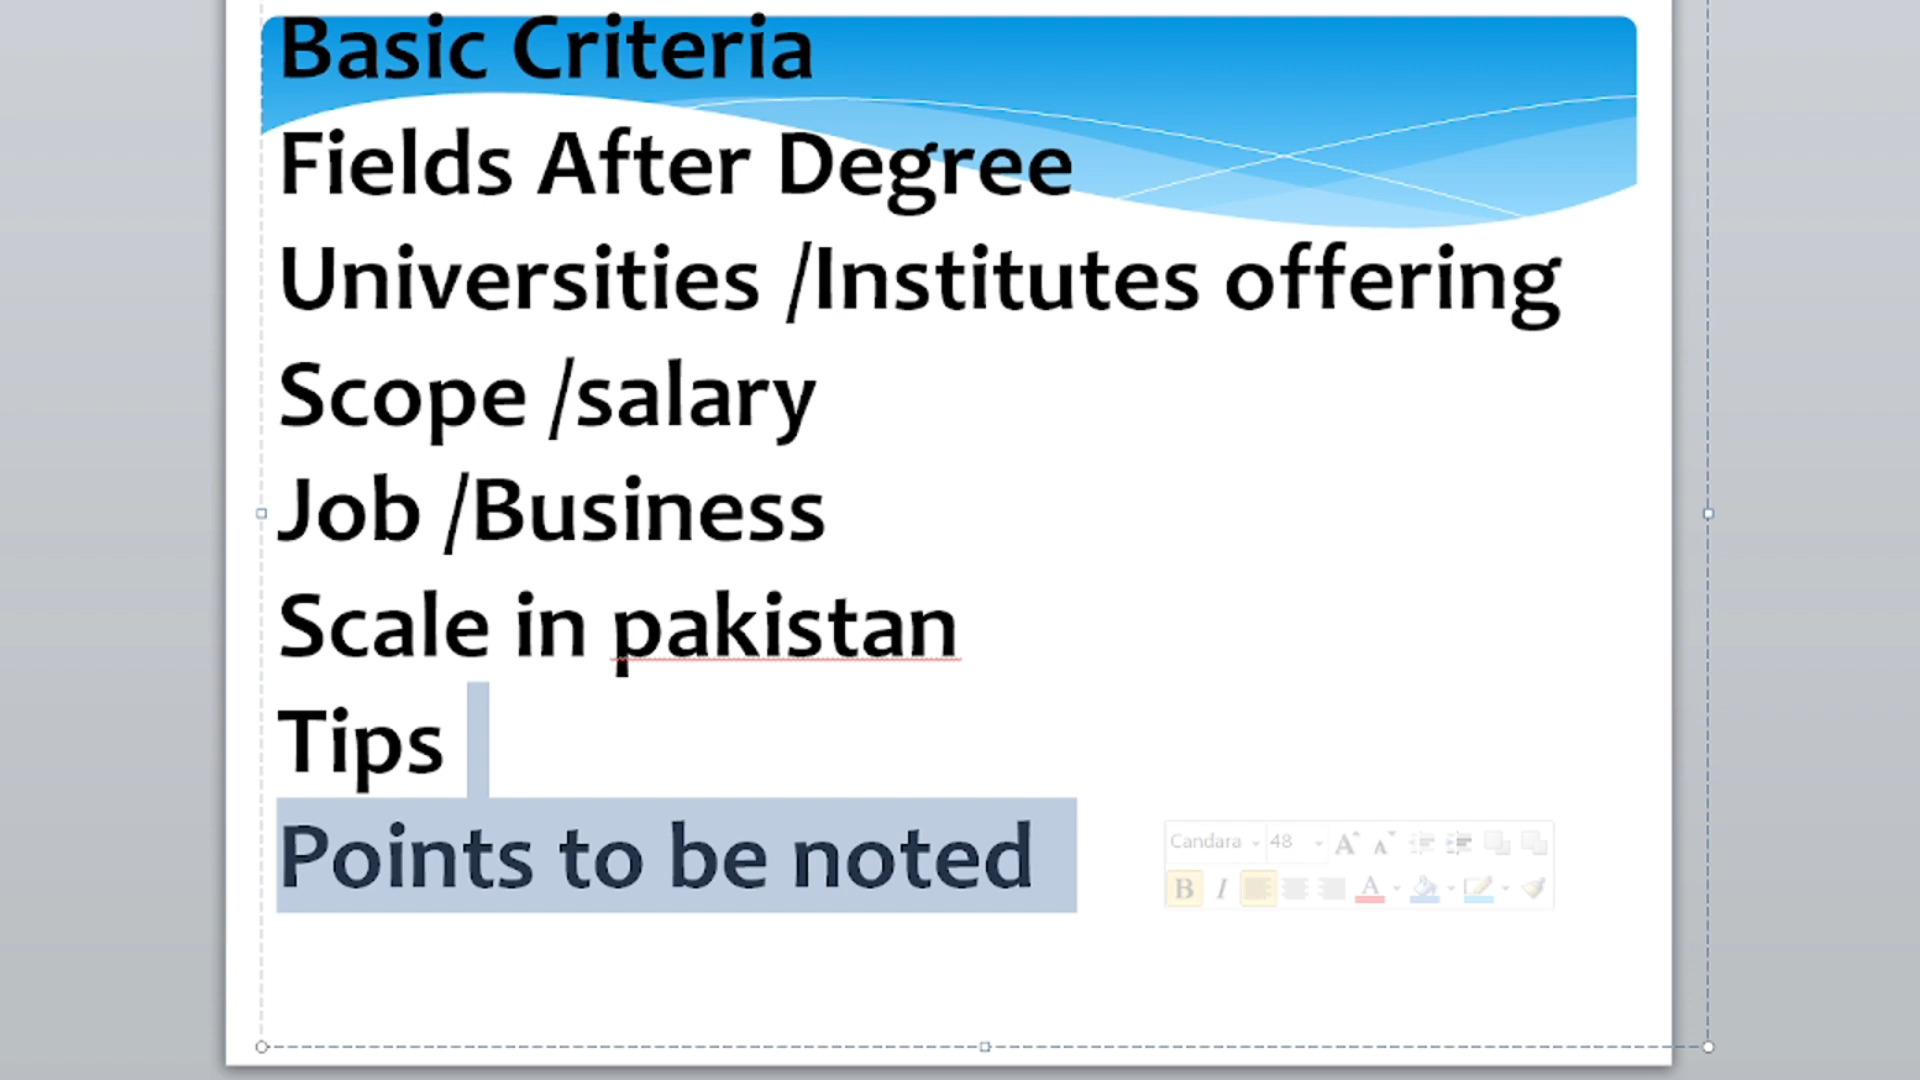 Basic Criteria
Fields After Degree
Universities /Institutes offering
Scope /salary
Job /Business
Scale in pakistan
Tips
Points to be noted
Candara 48 A A
B I A